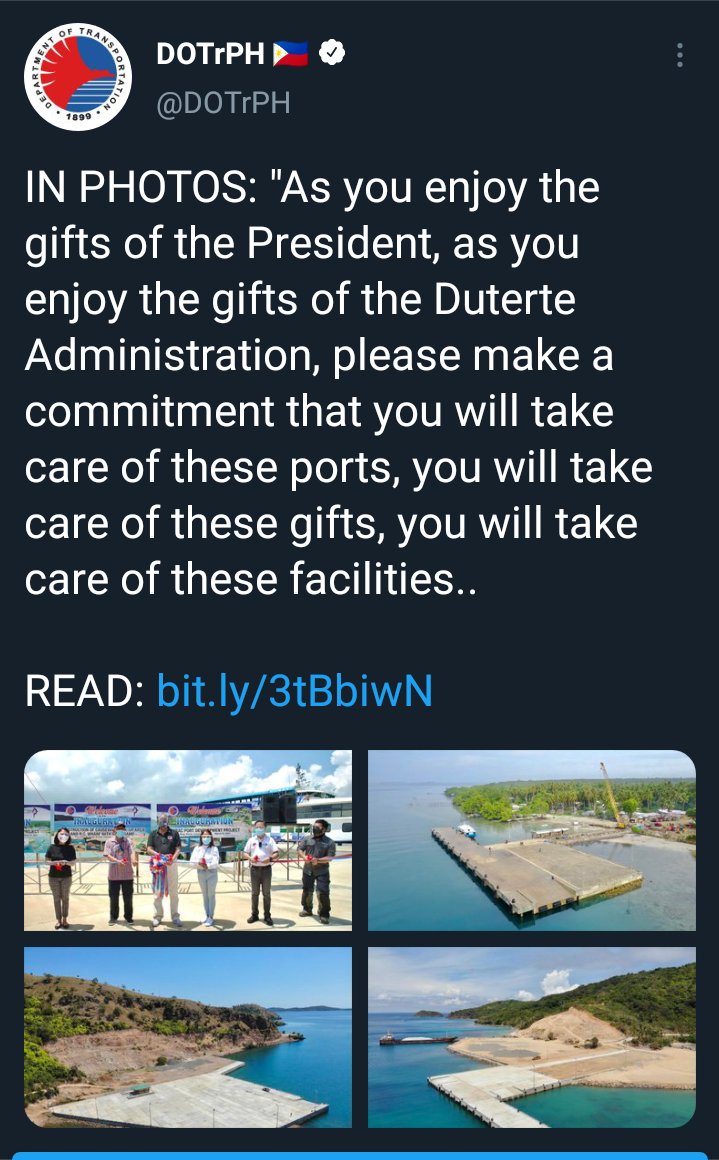 DEPARTMENT OF TRANSPORTATION
1899
DOTrPH
@DOTrPH
IN PHOTOS: "As you enjoy the
gifts of the President, as you
enjoy the gifts of the Duterte
Administration, please make a
commitment that you will take
care of these ports, you will take
care of these gifts, you will take
care of these facilities..
READ: bit.ly/3tBbiwN
Welcome
INAUGURATION
Welcome
INAUGURATION
PORT DEVELOPMENT PROJECT